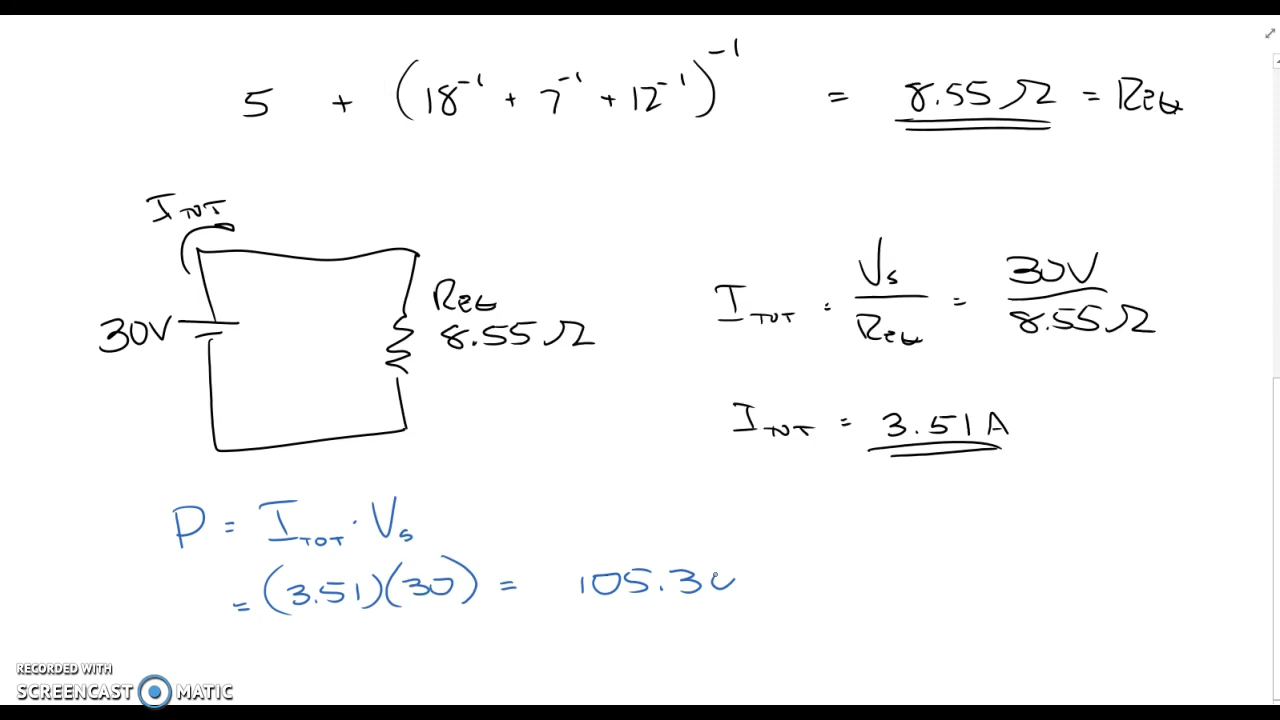 5 + (18⁻¹ + 7⁻¹ + 12⁻¹)⁻¹ = 8.55 Ω = REQ
ITOT
30V
REQ
8.55 Ω
ITOT = Vs / REQ = 30V / 8.55 Ω
ITOT = 3.51 A
P = ITOT · Vs
= (3.51)(30) = 105.30
RECORDED WITH
SCREENCAST MATIC